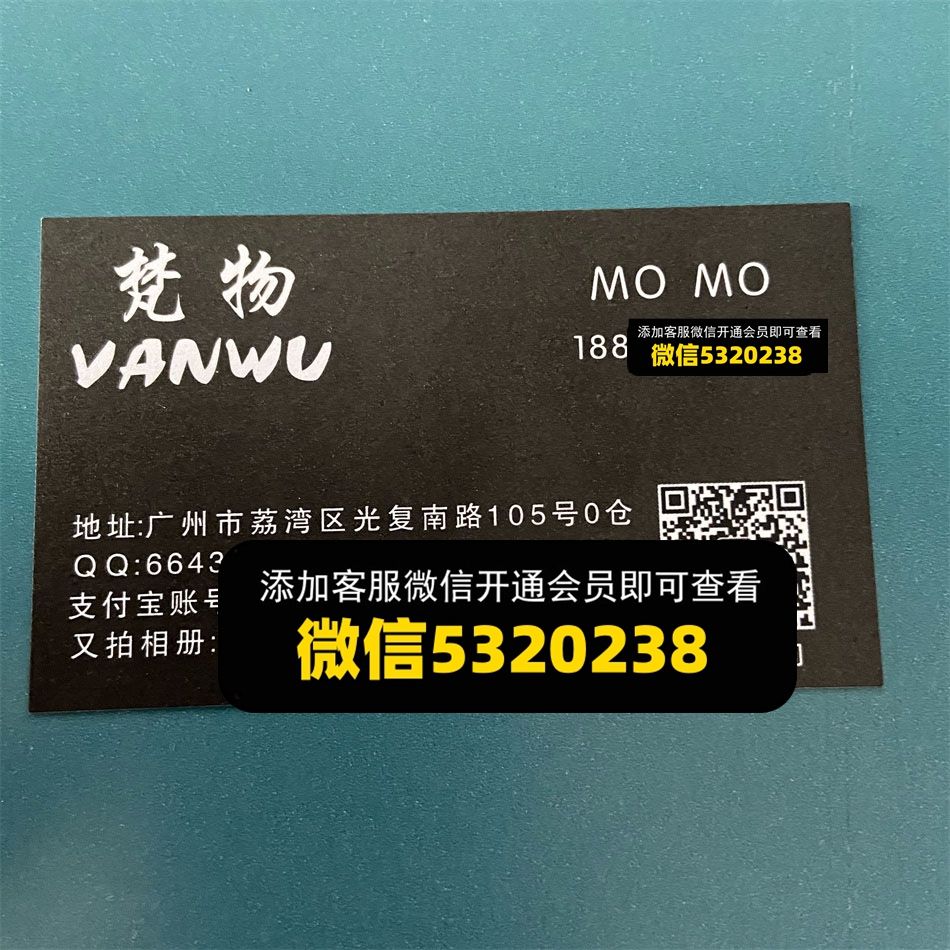 梵物
VANWU
MO MO
188
添加客服微信开通会员即可查看
微信5320238
地址:广州市荔湾区光复南路105号0仓
QQ:6643
支付宝账号
又拍相册:
添加客服微信开通会员即可查看
微信5320238